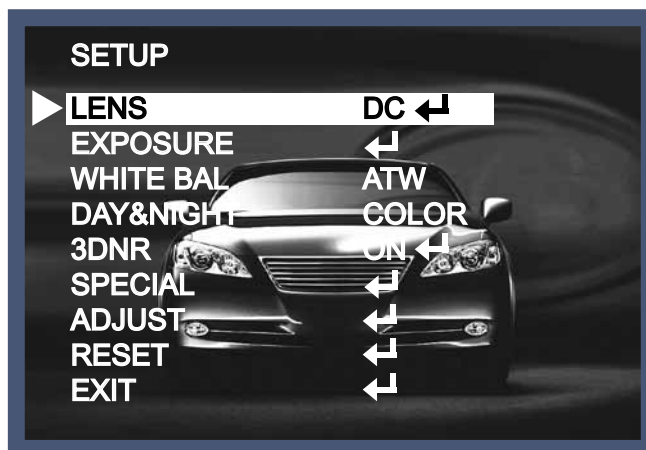 SETUP
LENS DC ↵
EXPOSURE ↵
WHITE BAL ATW
DAY&NIGHT COLOR
3DNR ON ↵
SPECIAL ↵
ADJUST ↵
RESET ↵
EXIT ↵